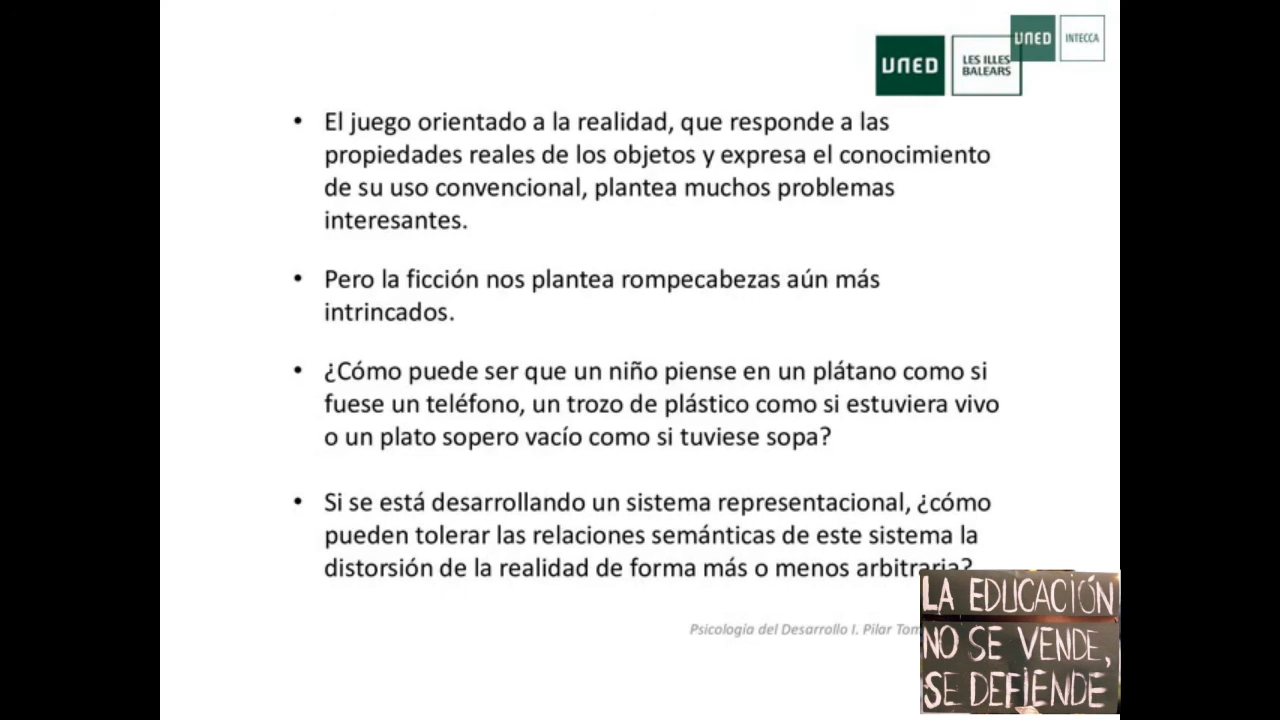 UNED
INTECCA
UNED
LES ILLES
BALEARS
• El juego orientado a la realidad, que responde a las
propiedades reales de los objetos y expresa el conocimiento
de su uso convencional, plantea muchos problemas
interesantes.
• Pero la ficción nos plantea rompecabezas aún más
intrincados.
• ¿Cómo puede ser que un niño piense en un plátano como si
fuese un teléfono, un trozo de plástico como si estuviera vivo
o un plato sopero vacío como si tuviese sopa?
• Si se está desarrollando un sistema representacional, ¿cómo
pueden tolerar las relaciones semánticas de este sistema la
distorsión de la realidad de forma más o menos arbitraria?
Psicología del Desarrollo I. Pilar
LA EDUCACIÓN
NO SE VENDE,
SE DEFIENDE